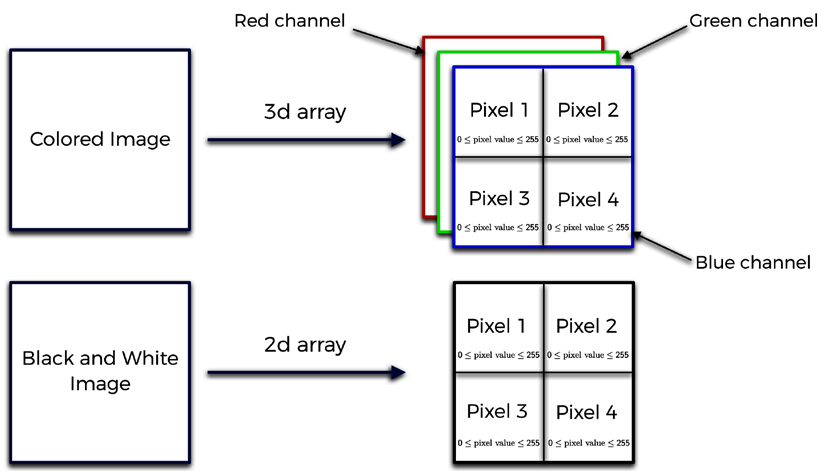 Red channel
Green channel
Colored Image
3d array
Pixel 1
Pixel 2
0 ≤ pixel value ≤ 255
0 ≤ pixel value ≤ 255
Pixel 3
Pixel 4
0 ≤ pixel value ≤ 255
0 ≤ pixel value ≤ 255
Blue channel
Black and White
Image
2d array
Pixel 1
Pixel 2
0 ≤ pixel value ≤ 255
0 ≤ pixel value ≤ 255
Pixel 3
Pixel 4
0 ≤ pixel value ≤ 255
0 ≤ pixel value ≤ 255